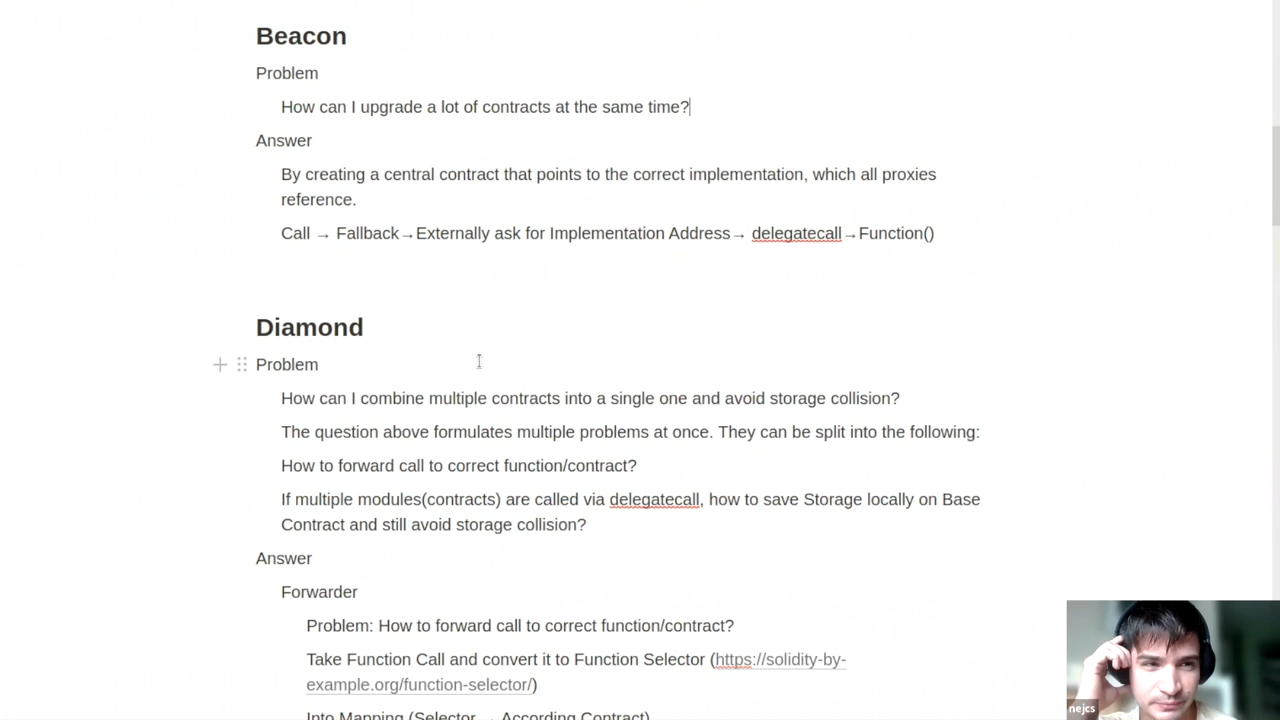 Beacon
Problem
How can I upgrade a lot of contracts at the same time?
Answer
By creating a central contract that points to the correct implementation, which all proxies
reference.
Call → Fallback→Externally ask for Implementation Address→ delegatecall→Function()
Diamond
Problem
How can I combine multiple contracts into a single one and avoid storage collision?
The question above formulates multiple problems at once. They can be split into the following:
How to forward call to correct function/contract?
If multiple modules(contracts) are called via delegatecall, how to save Storage locally on Base
Contract and still avoid storage collision?
Answer
Forwarder
Problem: How to forward call to correct function/contract?
Take Function Call and convert it to Function Selector (https://solidity-by-
example.org/function-selector/)
Into Mapping (Selector → According Contract)
nejcs